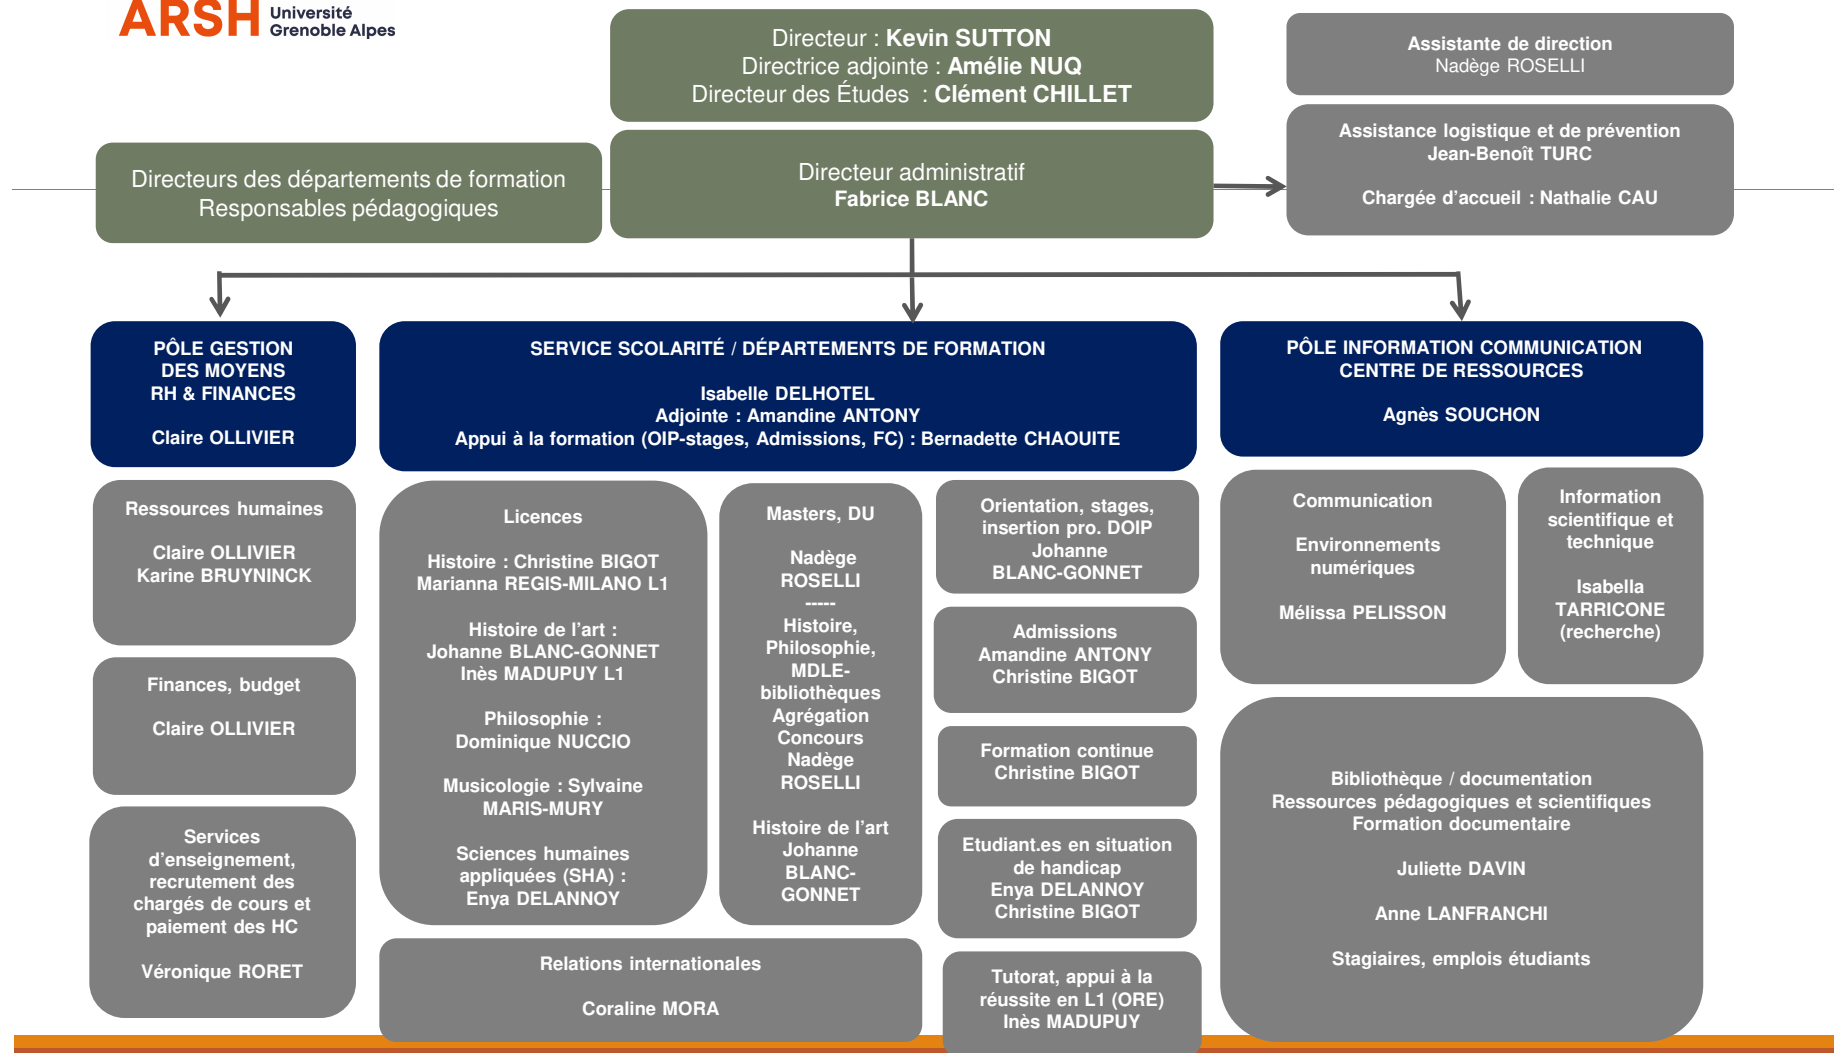 ARSH Université
Grenoble Alpes
Directeur : Kevin SUTTON
Directrice adjointe : Amélie NUQ
Directeur des Études : Clément CHILLET
Assistante de direction
Nadège ROSELLI
Directeurs des départements de formation
Responsables pédagogiques
Directeur administratif
Fabrice BLANC
Assistance logistique et de prévention
Jean-Benoît TURC
Chargée d'accueil : Nathalie CAU
PÔLE GESTION
DES MOYENS
RH & FINANCES
Claire OLLIVIER
SERVICE SCOLARITÉ / DÉPARTEMENTS DE FORMATION
Isabelle DELHOTEL
Adjointe : Amandine ANTONY
Appui à la formation (OIP-stages, Admissions, FC) : Bernadette CHAOUITE
PÔLE INFORMATION COMMUNICATION
CENTRE DE RESSOURCES
Agnès SOUCHON
Ressources humaines
Claire OLLIVIER
Karine BRUYNINCK
Finances, budget
Claire OLLIVIER
Services
d'enseignement,
recrutement des
chargés de cours et
paiement des HC
Véronique RORET
Licences
Histoire : Christine BIGOT
Marianna REGIS-MILANO L1
Histoire de l'art :
Johanne BLANC-GONNET
Inès MADUPUY L1
Philosophie :
Dominique NUCCIO
Musicologie : Sylvaine
MARIS-MURY
Sciences humaines
appliquées (SHA) :
Enya DELANNOY
Masters, DU
Nadège
ROSELLI
-----
Histoire,
Philosophie,
MDLE-
bibliothèques
Agrégation
Concours
Nadège
ROSELLI
Histoire de l'art
Johanne
BLANC-
GONNET
Relations internationales
Coraline MORA
Orientation, stages,
insertion pro. DOIP
Johanne
BLANC-GONNET
Admissions
Amandine ANTONY
Christine BIGOT
Formation continue
Christine BIGOT
Etudiant.es en situation
de handicap
Enya DELANNOY
Christine BIGOT
Tutorat, appui à la
réussite en L1 (ORE)
Inès MADUPUY
Communication
Environnements
numériques
Mélissa PELISSON
Information
scientifique et
technique
Isabella
TARRICONE
(recherche)
Bibliothèque / documentation
Ressources pédagogiques et scientifiques
Formation documentaire
Juliette DAVIN
Anne LANFRANCHI
Stagiaires, emplois étudiants